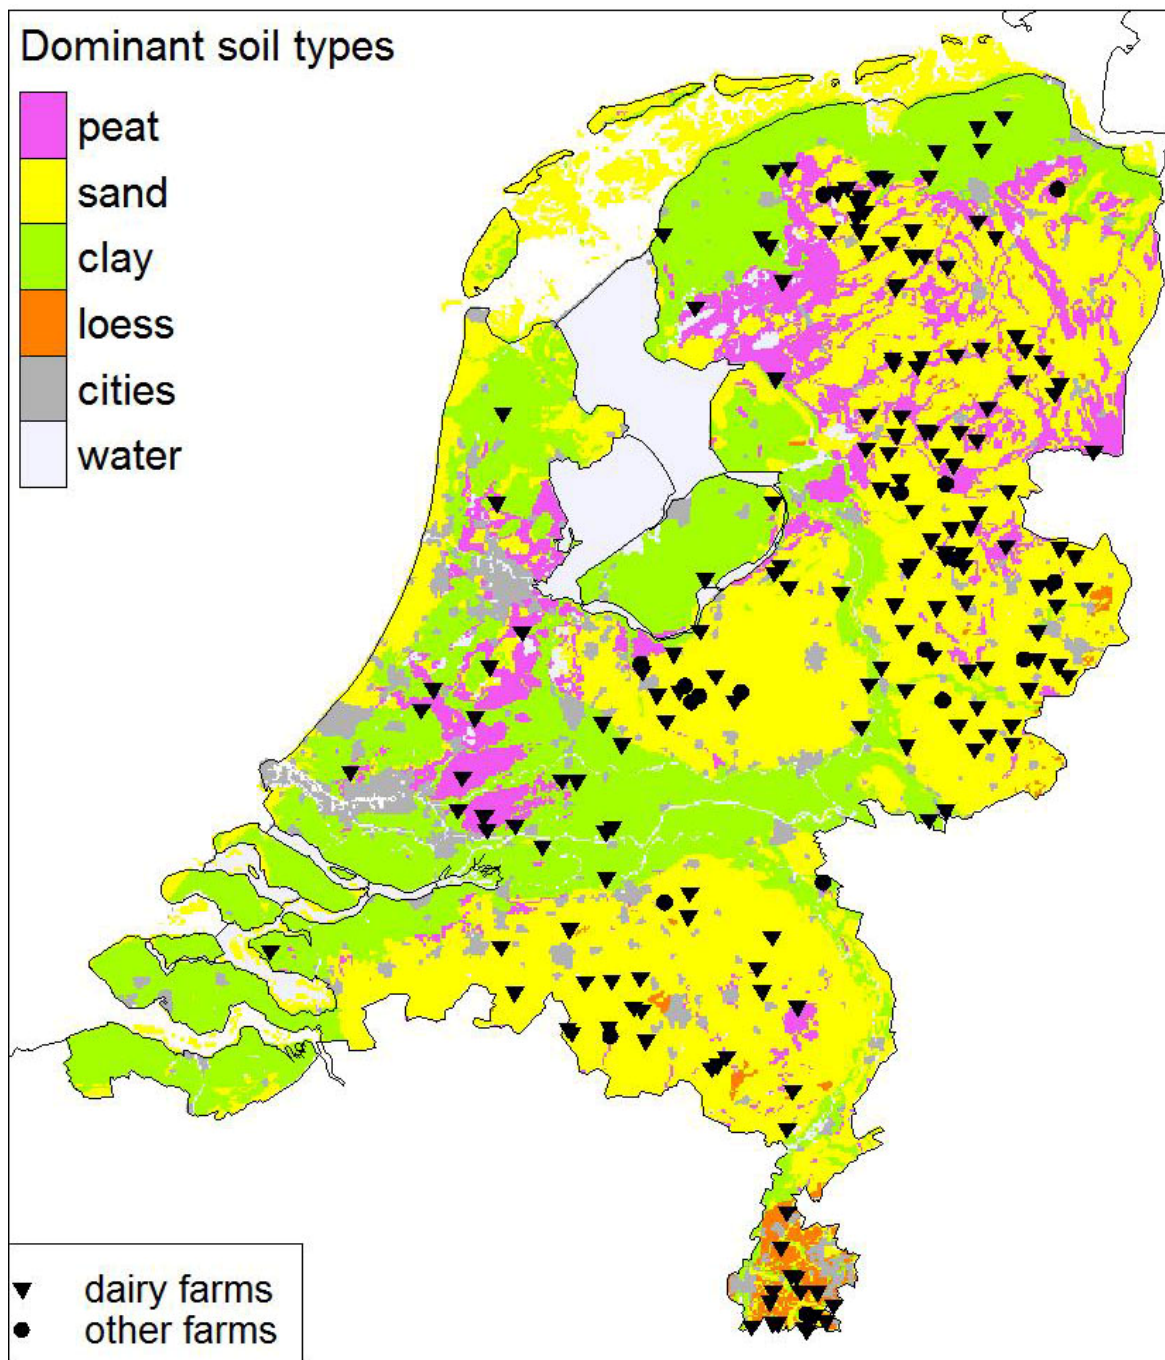 Dominant soil types
peat
sand
clay
loess
cities
water
dairy farms
other farms